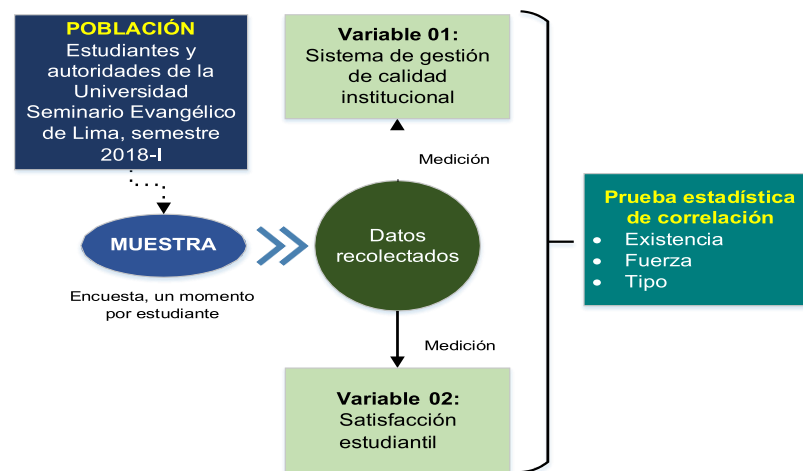 POBLACIÓN
Estudiantes y
autoridades de la
Universidad
Seminario Evangélico
de Lima, semestre
2018-I
MUESTRA
Encuesta, un momento
por estudiante
Variable 01:
Sistema de gestión
de calidad
institucional
Medición
Datos
recolectados
Medición
Variable 02:
Satisfacción
estudiantil
Prueba estadística
de correlación
• Existencia
• Fuerza
• Tipo